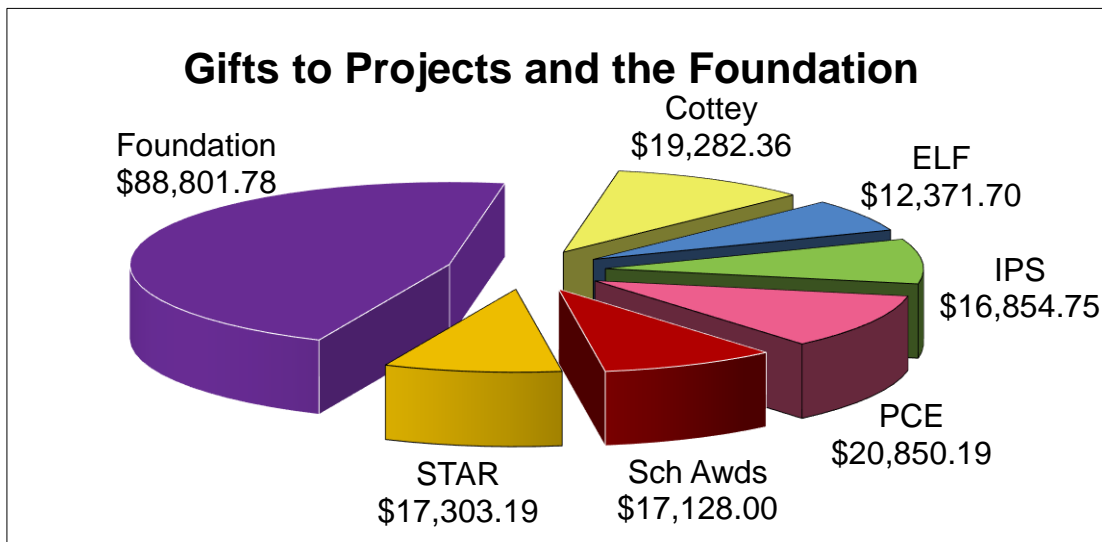 Gifts to Projects and the Foundation
Cottey
$19,282.36
ELF
$12,371.70
IPS
$16,854.75
PCE
$20,850.19
Sch Awds
$17,128.00
STAR
$17,303.19
Foundation
$88,801.78